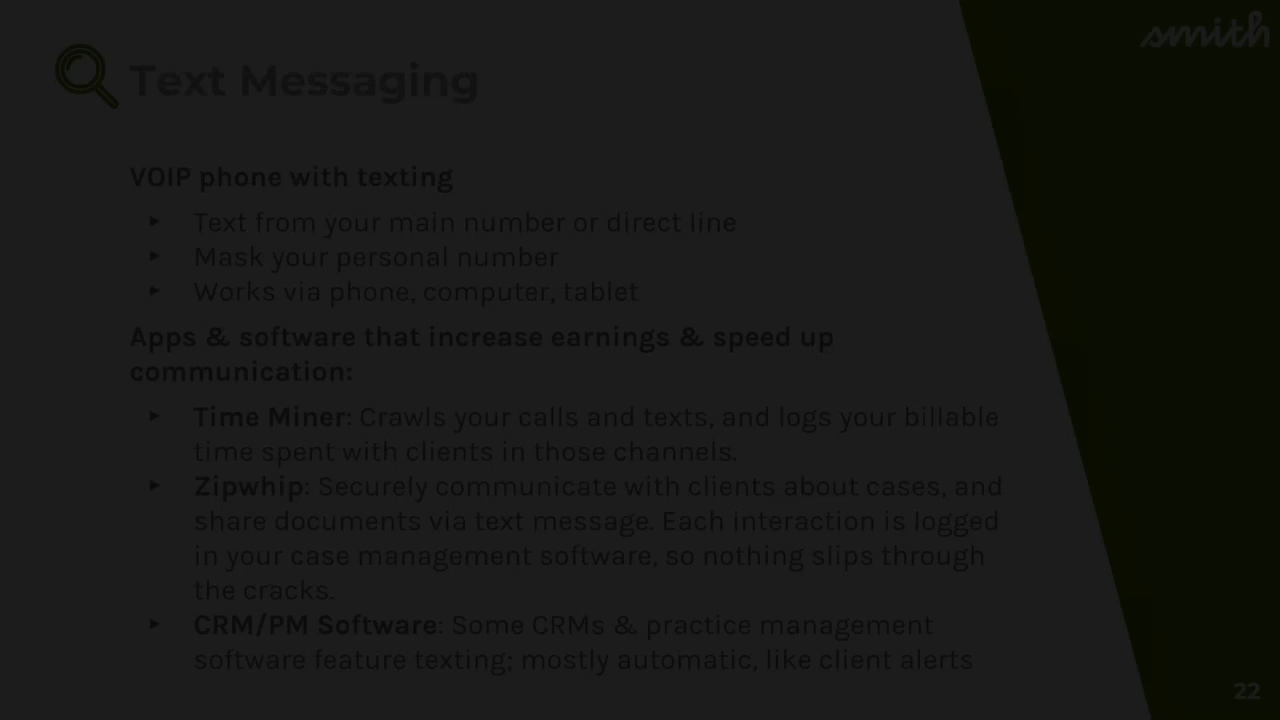 smith
Text Messaging
VOIP phone with texting
‣ Text from your main number or direct line
‣ Mask your personal number
‣ Works via phone, computer, tablet
Apps & software that increase earnings & speed up
communication:
‣ Time Miner: Crawls your calls and texts, and logs your billable
time spent with clients in those channels.
‣ Zipwhip: Securely communicate with clients about cases, and
share documents via text message. Each interaction is logged
in your case management software, so nothing slips through
the cracks.
‣ CRM/PM Software: Some CRMs & practice management
software feature texting; mostly automatic, like client alerts
22